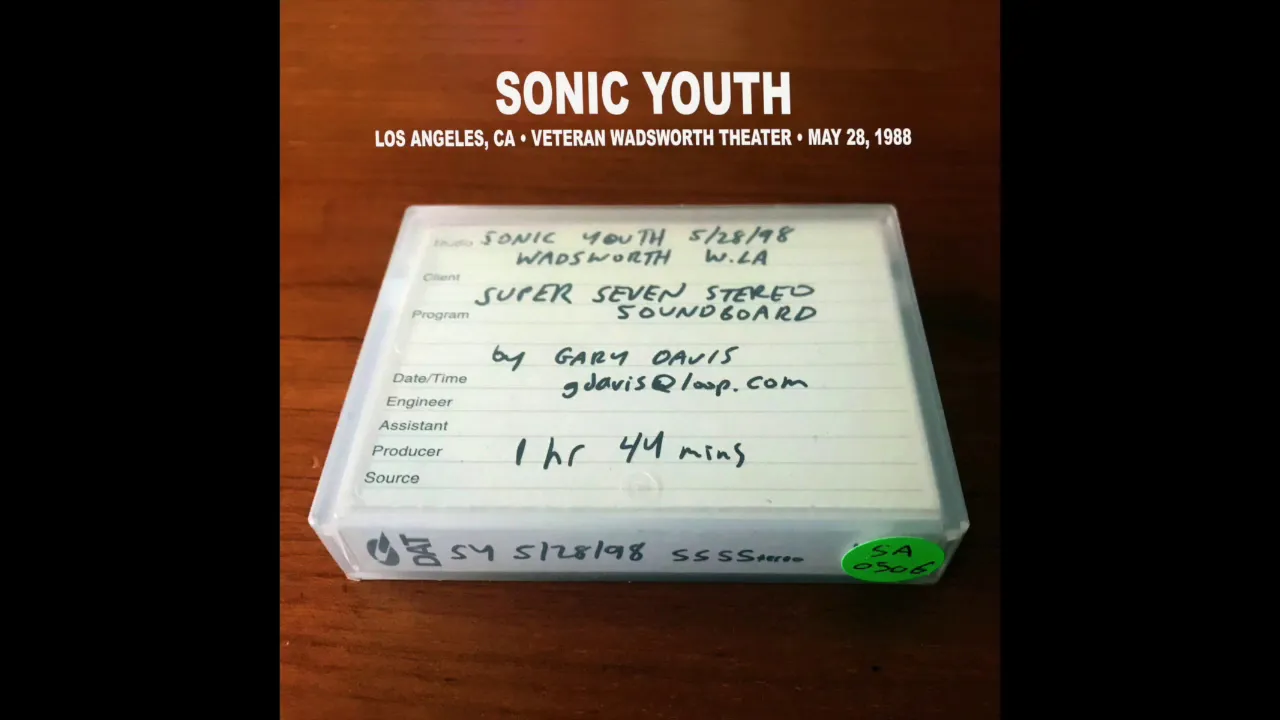 SONIC YOUTH
LOS ANGELES, CA • VETERAN WADSWORTH THEATER • MAY 28, 1988
Studio SONIC YOUTH 5/28/98
WADSWORTH W.LA
Client
SUPER SEVEN STEREO
Program SOUNDBOARD
by GARY DAVIS
Date/Time gdavis@loop.com
Engineer
Assistant
Producer 1 hr 44 mins
Source
DAT SY 5/28/98 SSSStereo
SA
0506